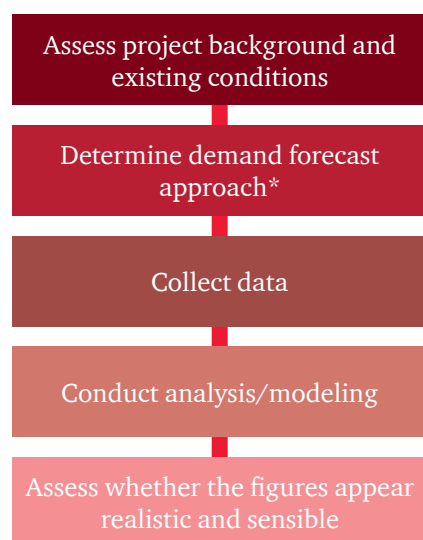 Assess project background and
existing conditions
Determine demand forecast
approach*
Collect data
Conduct analysis/modeling
Assess whether the figures appear
realistic and sensible